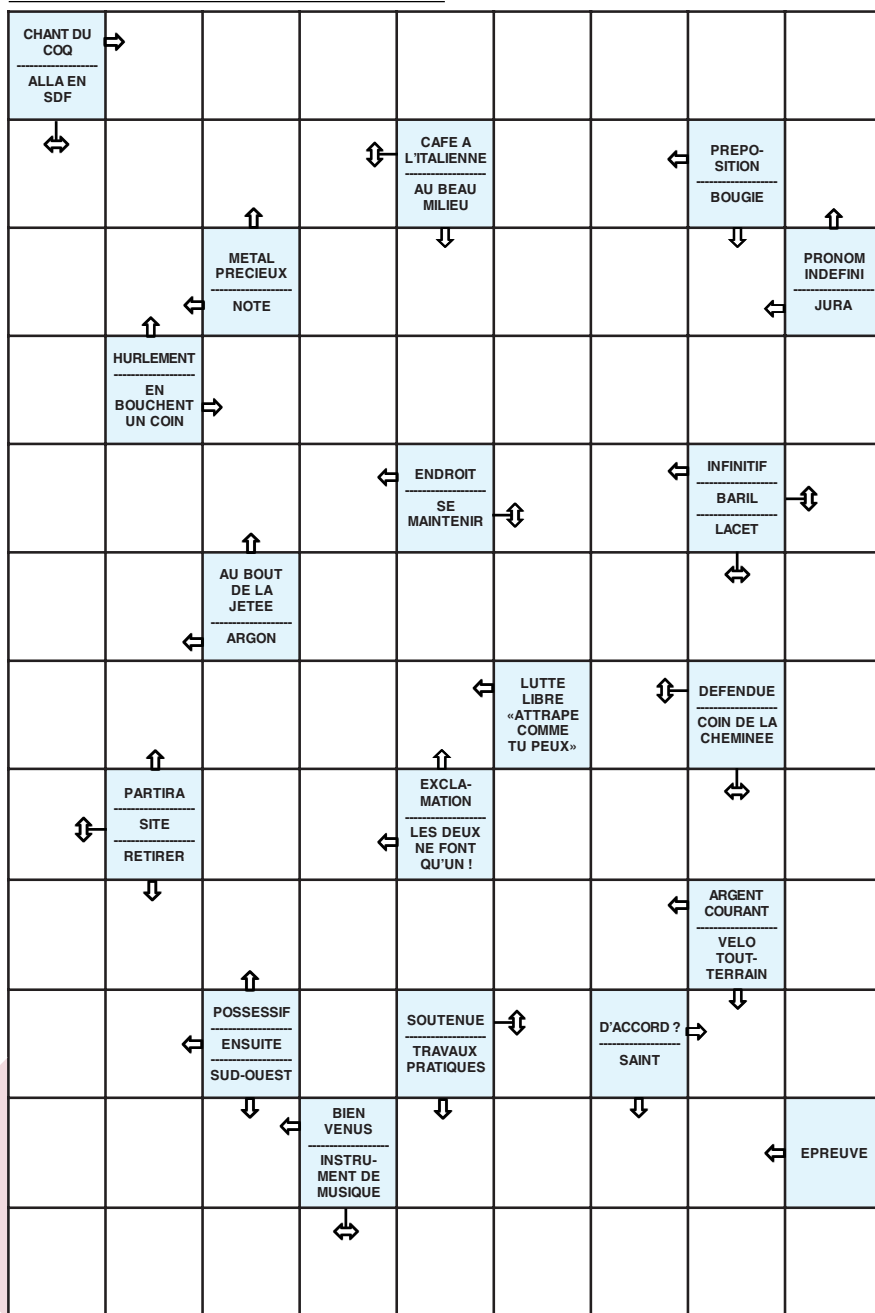 CHANT DU
COQ
ALLA EN
SDF
CAFE A
L'ITALIENNE
AU BEAU
MILIEU
PREPO-
SITION
BOUGIE
METAL
PRECIEUX
NOTE
PRONOM
INDEFINI
JURA
HURLEMENT
EN
BOUCHENT
UN COIN
ENDROIT
SE
MAINTENIR
INFINITIF
BARIL
LACET
AU BOUT
DE LA
JETEE
ARGON
LUTTE
LIBRE
«ATTRAPE
COMME
TU PEUX»
DEFENDUE
COIN DE LA
CHEMINEE
PARTIRA
SITE
RETIRER
EXCLA-
MATION
LES DEUX
NE FONT
QU'UN !
ARGENT
COURANT
VELO
TOUT-
TERRAIN
POSSESSIF
ENSUITE
SUD-OUEST
SOUTENUE
TRAVAUX
PRATIQUES
D'ACCORD ?
SAINT
BIEN
VENUS
INSTRU-
MENT DE
MUSIQUE
EPREUVE